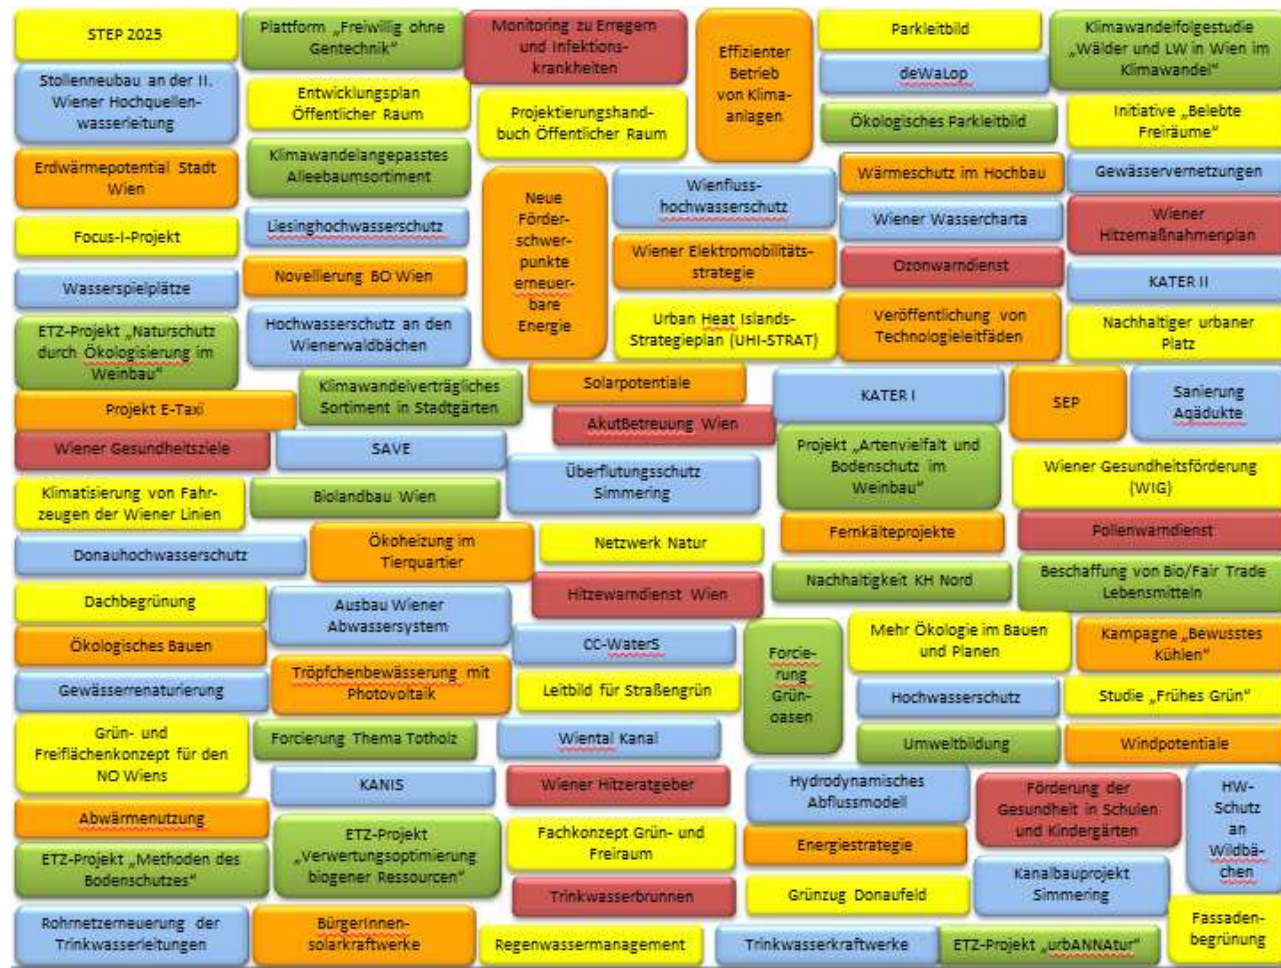 STEP 2025
Plattform „Freiwillig ohne
Gentechnik“
Monitoring zu Erregern
und Infektions-
krankheiten
Effizienter
Betrieb
von Klima-
anlagen
Parkleitbild
Klimawandelfolgestudie
„Wälder und LW in Wien im
Klimawandel“
Stollenneubau an der II.
Wiener Hochquellen-
wasserleitung
Entwicklungsplan
Öffentlicher Raum
Projektierungshand-
buch Öffentlicher Raum
deWaLop
Ökologisches Parkleitbild
Initiative „Belebte
Freiräume“
Erdwärmepotential Stadt
Wien
Klimawandelangepasstes
Alleebaumsortiment
Neue
Förder-
schwer-
punkte
erneuer-
bare
Energie
Wienfluss-
hochwasserschutz
Wärmeschutz im Hochbau
Gewässervernetzungen
Focus-I-Projekt
Liesinghochwasserschutz
Wiener Elektromobilitäts-
strategie
Wiener Wassercharta
Wiener
Hitzemaßnahmenplan
Wasserspielplätze
Novellierung BO Wien
Ozonwarndienst
KATER II
ETZ-Projekt „Naturschutz
durch Ökologisierung im
Weinbau“
Hochwasserschutz an den
Wienerwaldbächen
Urban Heat Islands-
Strategieplan (UHI-STRAT)
Veröffentlichung von
Technologieleitfäden
Nachhaltiger urbaner
Platz
Projekt E-Taxi
Klimawandelverträgliches
Sortiment in Stadtgärten
Solarpotentiale
KATER I
SEP
Sanierung
Aqädukte
Wiener Gesundheitsziele
SAVE
AkutBetreuung Wien
Projekt „Artenvielfalt und
Bodenschutz im
Weinbau“
Wiener Gesundheitsförderung
(WIG)
Klimatisierung von Fahr-
zeugen der Wiener Linien
Biolandbau Wien
Überflutungsschutz
Simmering
Fernkälteprojekte
Pollenwarndienst
Donauhochwasserschutz
Ökoheizung im
Tierquartier
Netzwerk Natur
Nachhaltigkeit KH Nord
Beschaffung von Bio/Fair Trade
Lebensmitteln
Dachbegrünung
Ausbau Wiener
Abwassersystem
Hitzewarndienst Wien
Forcie-
rung
Grün-
oasen
Mehr Ökologie im Bauen
und Planen
Kampagne „Bewusstes
Kühlen“
Ökologisches Bauen
CC-WaterS
Gewässerrenaturierung
Tröpfchenbewässerung mit
Photovoltaik
Leitbild für Straßengrün
Hochwasserschutz
Studie „Frühes Grün“
Grün- und
Freiflächenkonzept für den
NO Wiens
Forcierung Thema Totholz
Wiental Kanal
Umweltbildung
Windpotentiale
KANIS
Wiener Hitzeratgeber
Hydrodynamisches
Abflussmodell
Förderung der
Gesundheit in Schulen
und Kindergärten
HW-
Schutz
an
Wildbä-
chen
Abwärmenutzung
ETZ-Projekt
„Verwertungsoptimierung
biogener Ressourcen“
Fachkonzept Grün- und
Freiraum
Energiestrategie
ETZ-Projekt „Methoden des
Bodenschutzes“
Trinkwasserbrunnen
Grünzug Donaufeld
Kanalbauprojekt
Simmering
Rohrnetzerneuerung der
Trinkwasserleitungen
BürgerInnen-
solarkraftwerke
Regenwassermanagement
Trinkwasserkraftwerke
ETZ-Projekt „urbANNAtur“
Fassaden-
begrünung